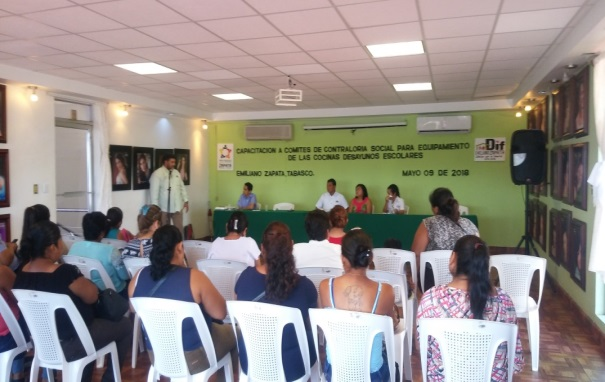 CAPACITACION A COMITES DE CONTRALORIA SOCIAL PARA EQUIPAMIENTO
DE LAS COCINAS DESAYUNOS ESCOLARES
EMILIANO ZAPATA, TABASCO.
MAYO 09 DE 2018
DIF